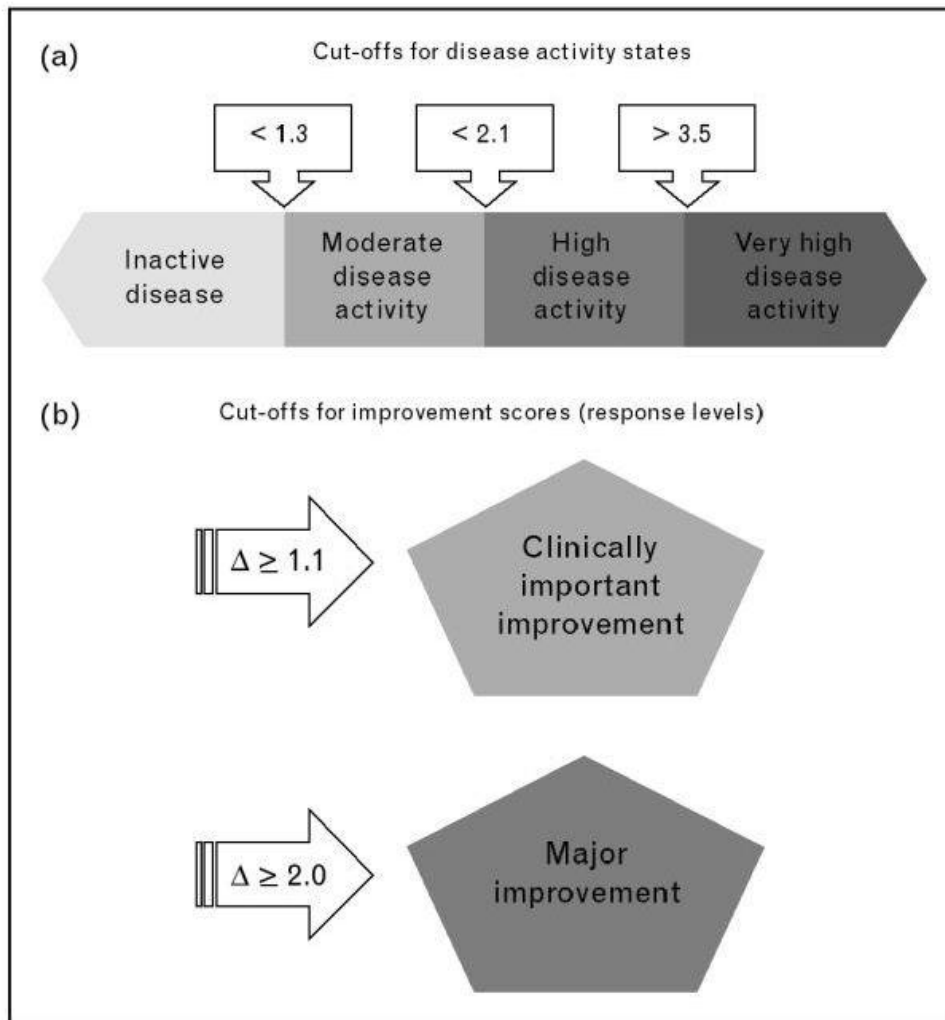 (a)
Cut-offs for disease activity states
< 1.3
< 2.1
> 3.5
Inactive
disease
Moderate
disease
activity
High
disease
activity
Very high
disease
activity
(b)
Cut-offs for improvement scores (response levels)
Δ ≥ 1.1
Clinically
important
improvement
Δ ≥ 2.0
Major
improvement